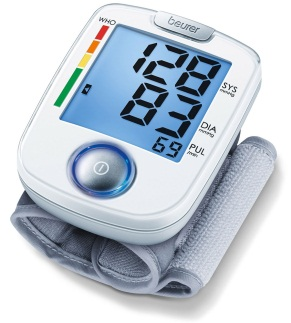 beurer
WHO
128
SYS
mmHg
83
DIA
mmHg
69
PUL
/min